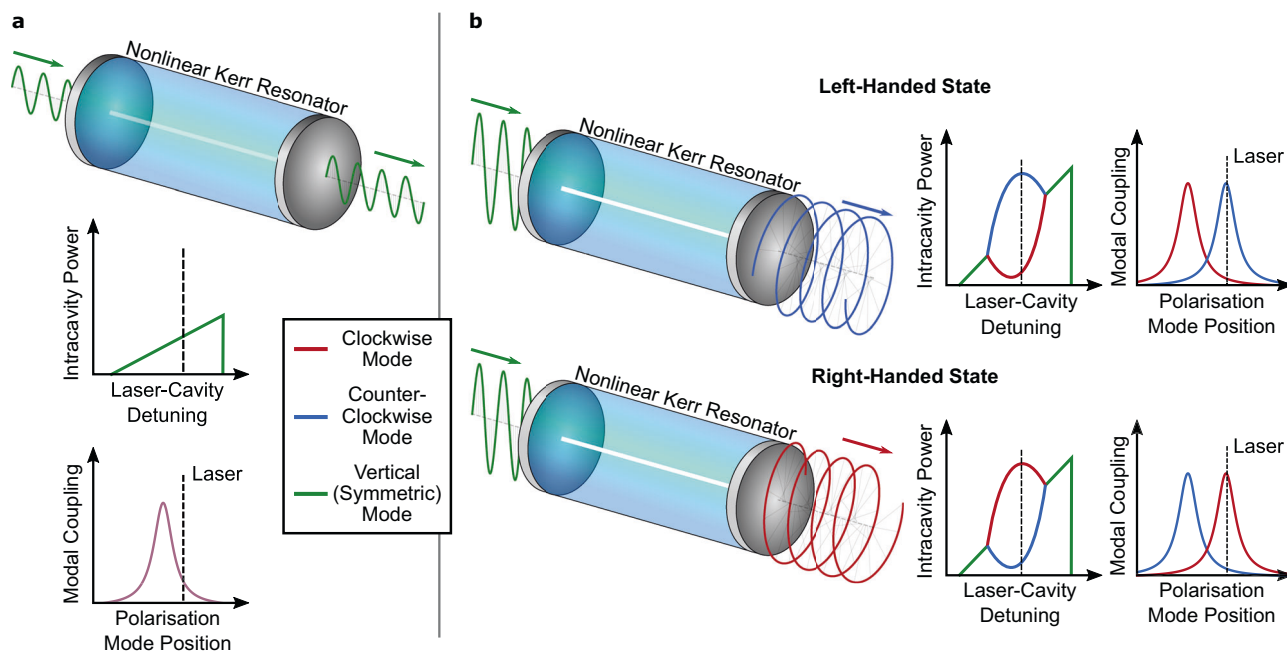 a
Nonlinear Kerr Resonator
Intracavity Power
Laser-Cavity
Detuning
Laser
Modal Coupling
Polarisation
Mode Position
Clockwise
Mode
Counter-
Clockwise
Mode
Vertical
(Symmetric)
Mode
b
Left-Handed State
Nonlinear Kerr Resonator
Intracavity Power
Laser-Cavity
Detuning
Laser
Modal Coupling
Polarisation
Mode Position
Right-Handed State
Nonlinear Kerr Resonator
Intracavity Power
Laser-Cavity
Detuning
Laser
Modal Coupling
Polarisation
Mode Position